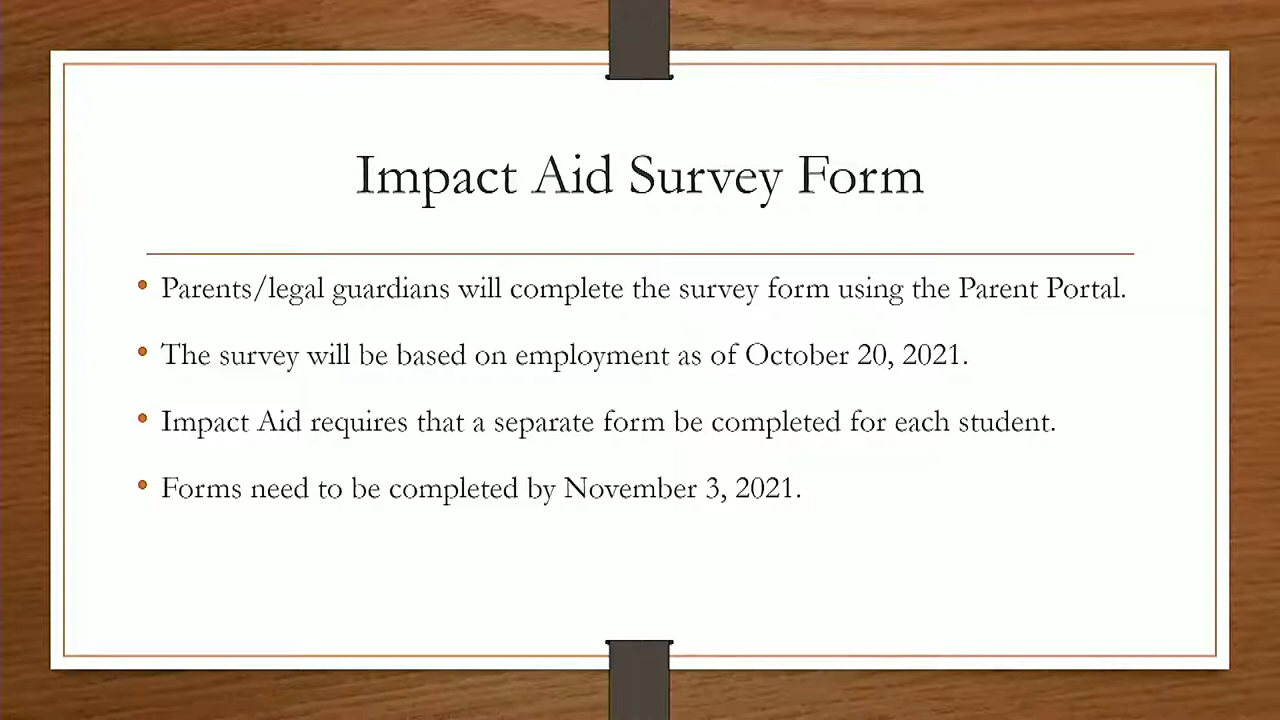 Impact Aid Survey Form
• Parents/legal guardians will complete the survey form using the Parent Portal.
• The survey will be based on employment as of October 20, 2021.
• Impact Aid requires that a separate form be completed for each student.
• Forms need to be completed by November 3, 2021.